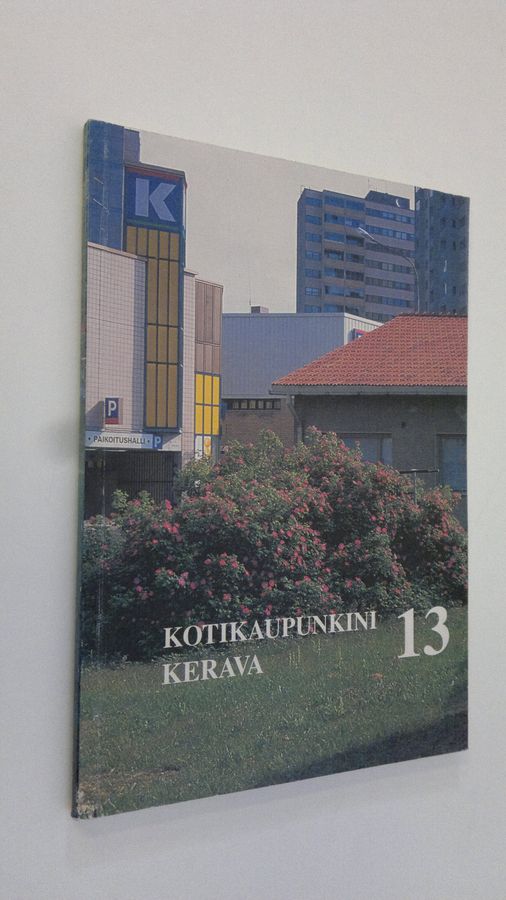 K
P
• PAIKOITUSHALLI • P
KOTIKAUPUNKINI 13
KERAVA